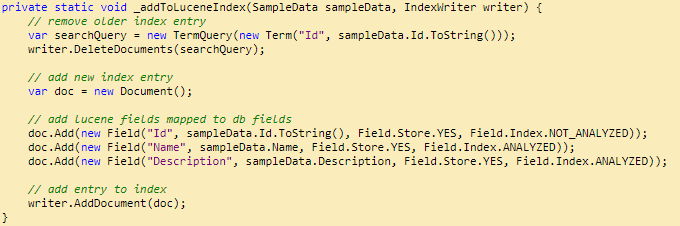 private static void _addToLuceneIndex(SampleData sampleData, IndexWriter writer) {
    // remove older index entry
    var searchQuery = new TermQuery(new Term("Id", sampleData.Id.ToString()));
    writer.DeleteDocuments(searchQuery);

    // add new index entry
    var doc = new Document();

    // add lucene fields mapped to db fields
    doc.Add(new Field("Id", sampleData.Id.ToString(), Field.Store.YES, Field.Index.NOT_ANALYZED));
    doc.Add(new Field("Name", sampleData.Name, Field.Store.YES, Field.Index.ANALYZED));
    doc.Add(new Field("Description", sampleData.Description, Field.Store.YES, Field.Index.ANALYZED));

    // add entry to index
    writer.AddDocument(doc);
}